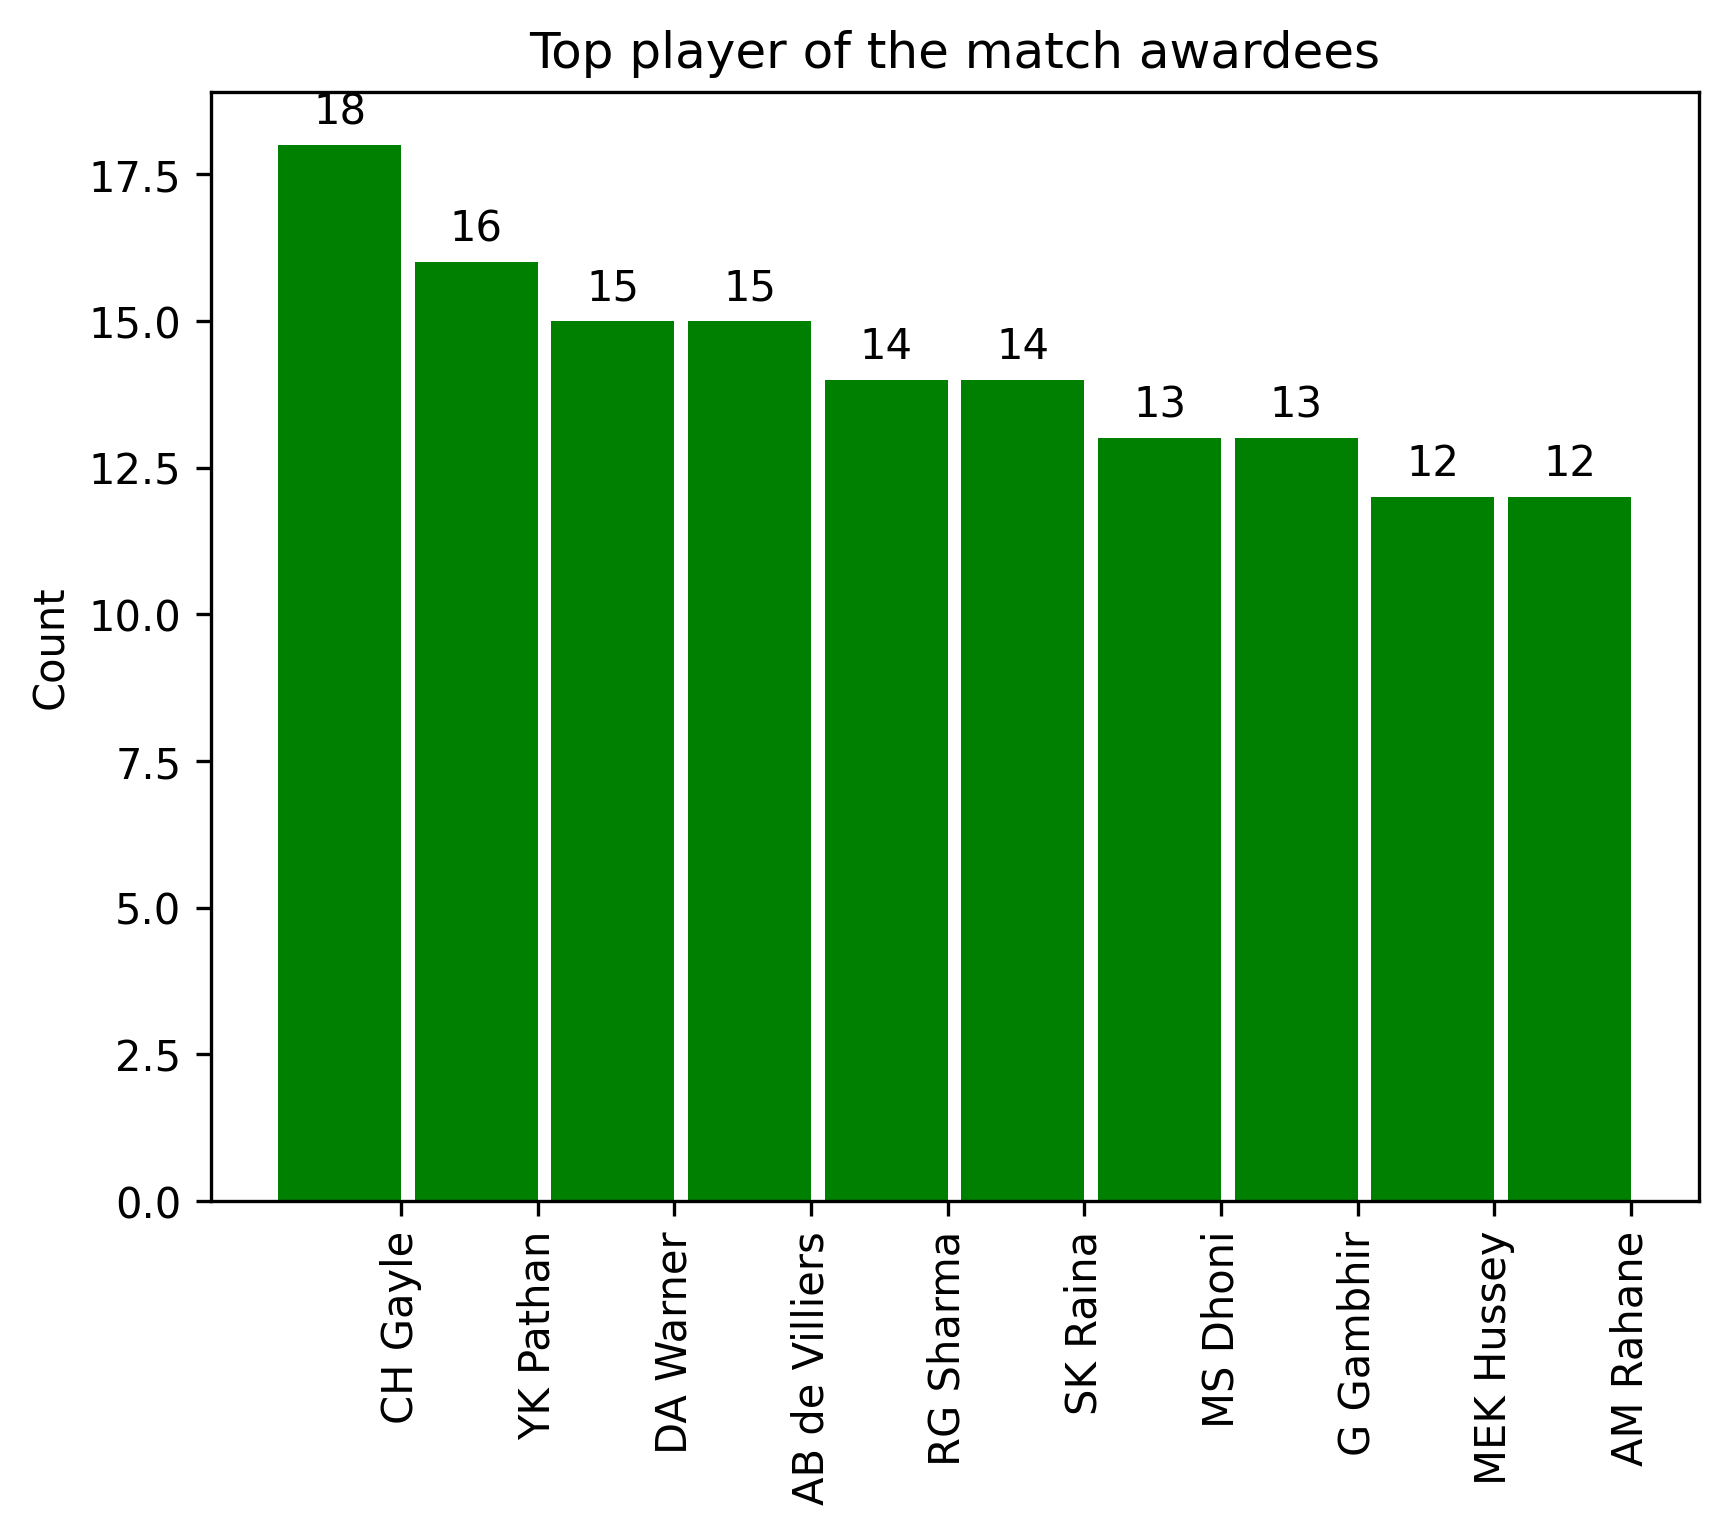 Top player of the match awardees
18
16
15
15
14
14
13
13
12
12
17.5
15.0
12.5
10.0
7.5
5.0
2.5
0.0
Count
CH Gayle
YK Pathan
DA Warner
AB de Villiers
RG Sharma
SK Raina
MS Dhoni
G Gambhir
MEK Hussey
AM Rahane